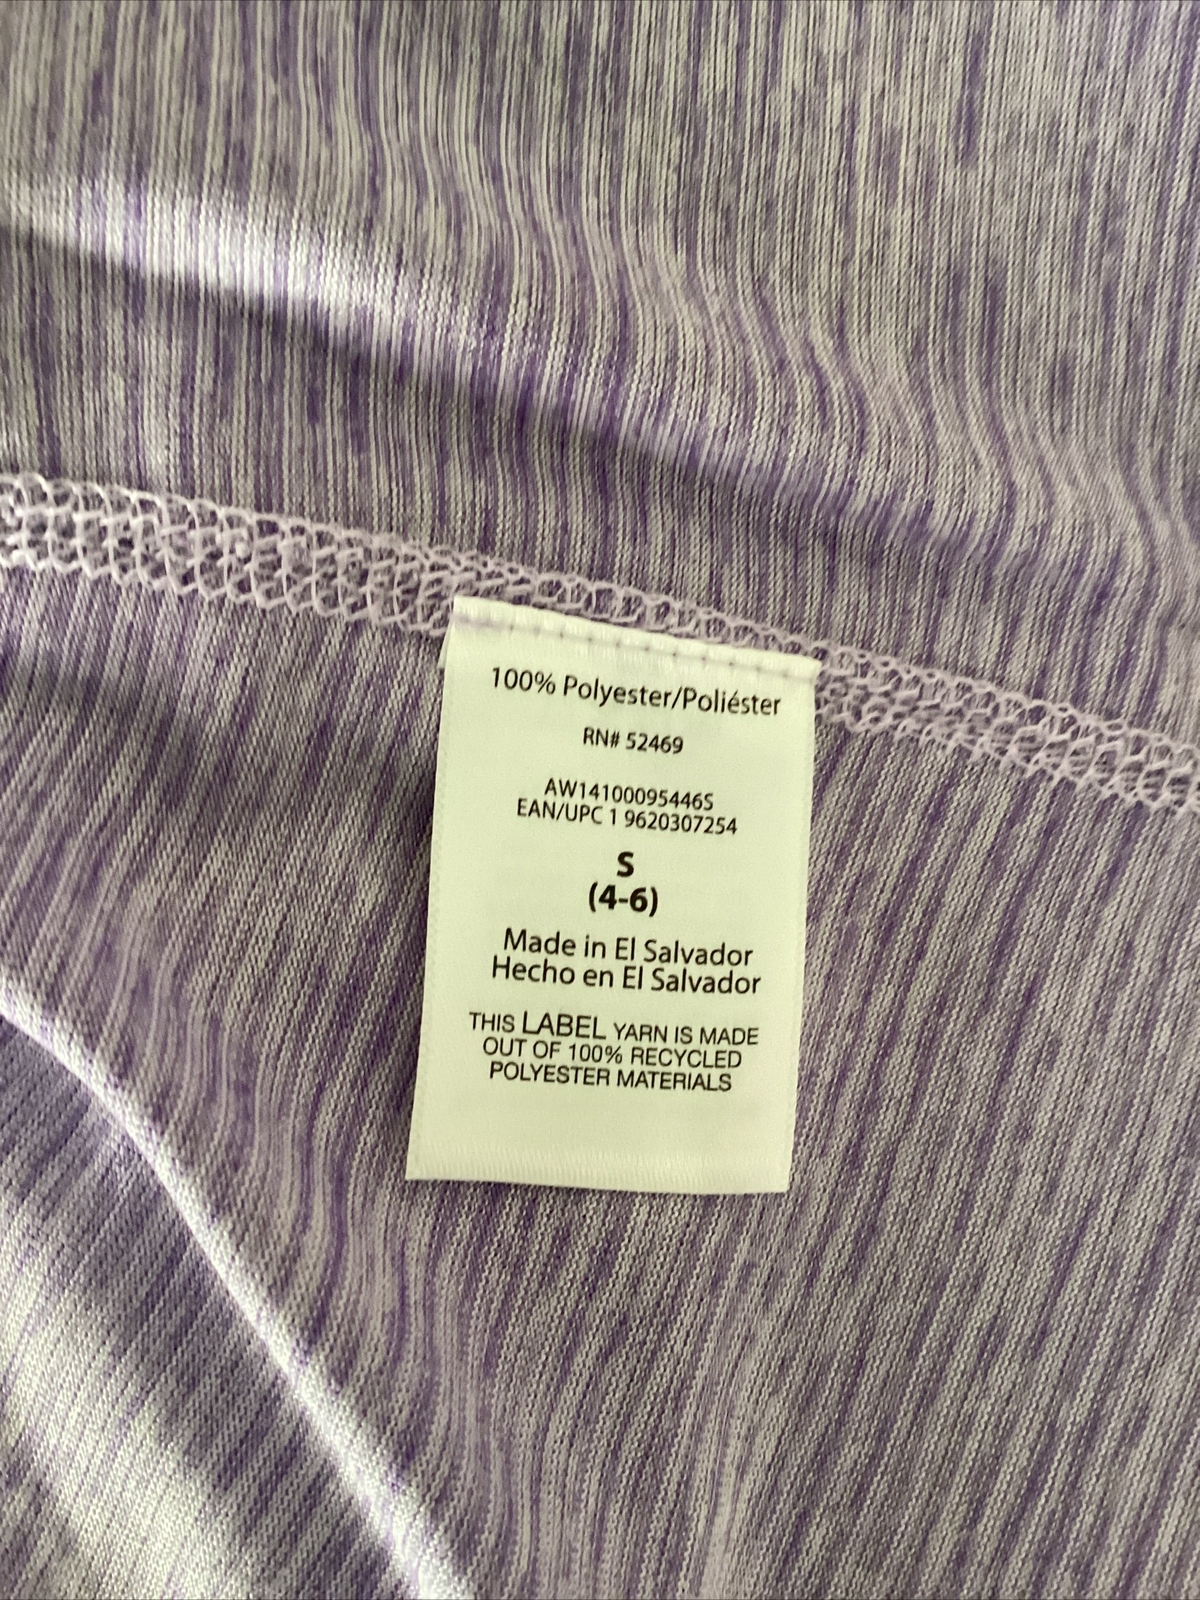 100% Polyester/Poliéster
RN# 52469
AW14100095446S
EAN/UPC 1 9620307254
S
(4-6)
Made in El Salvador
Hecho en El Salvador
THIS LABEL YARN IS MADE
OUT OF 100% RECYCLED
POLYESTER MATERIALS